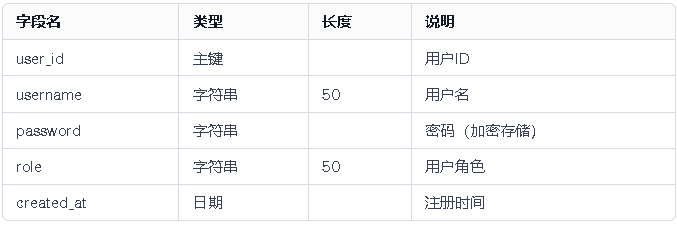 字段名 类型 长度 说明
user_id 主键 用户ID
username 字符串 50 用户名
password 字符串 密码（加密存储）
role 字符串 50 用户角色
created_at 日期 注册时间